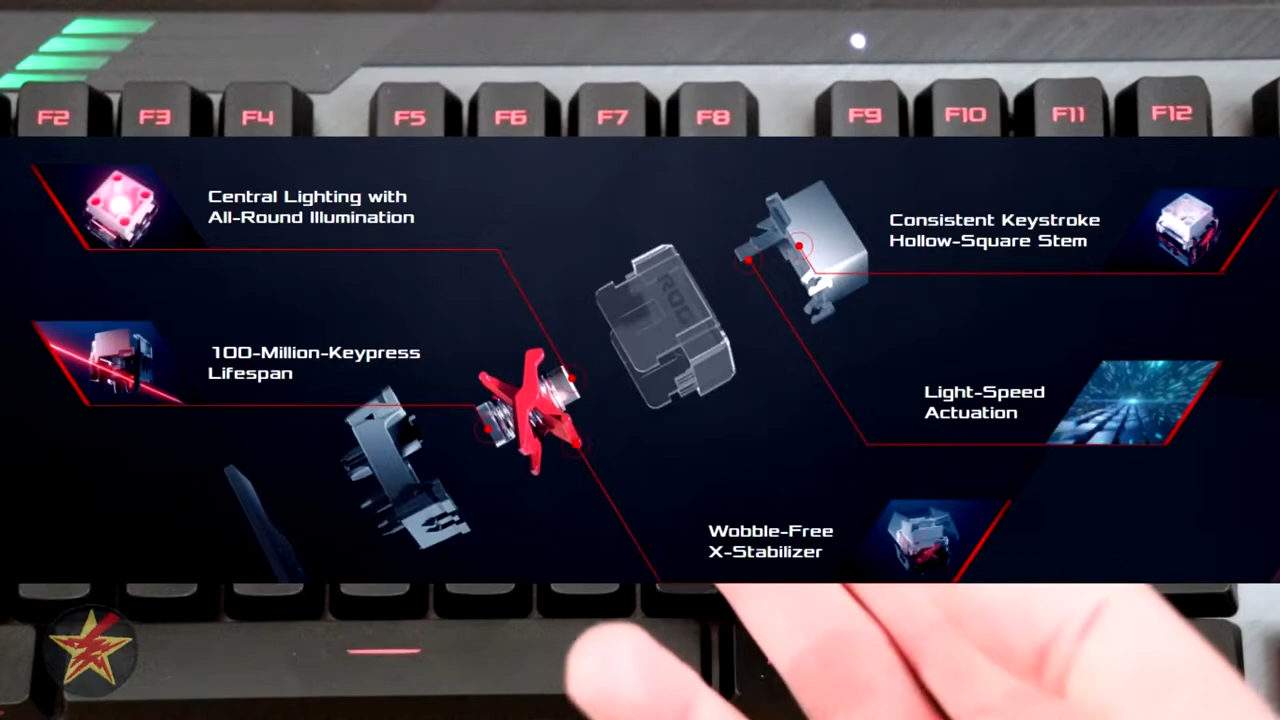 F2 F3 F4 F5 F6 F7 F8 F9 F10 F11 F12
Central Lighting with
All-Round Illumination
Consistent Keystroke
Hollow-Square Stem
ROG
100-Million-Keypress
Lifespan
Light-Speed
Actuation
Wobble-Free
X-Stabilizer